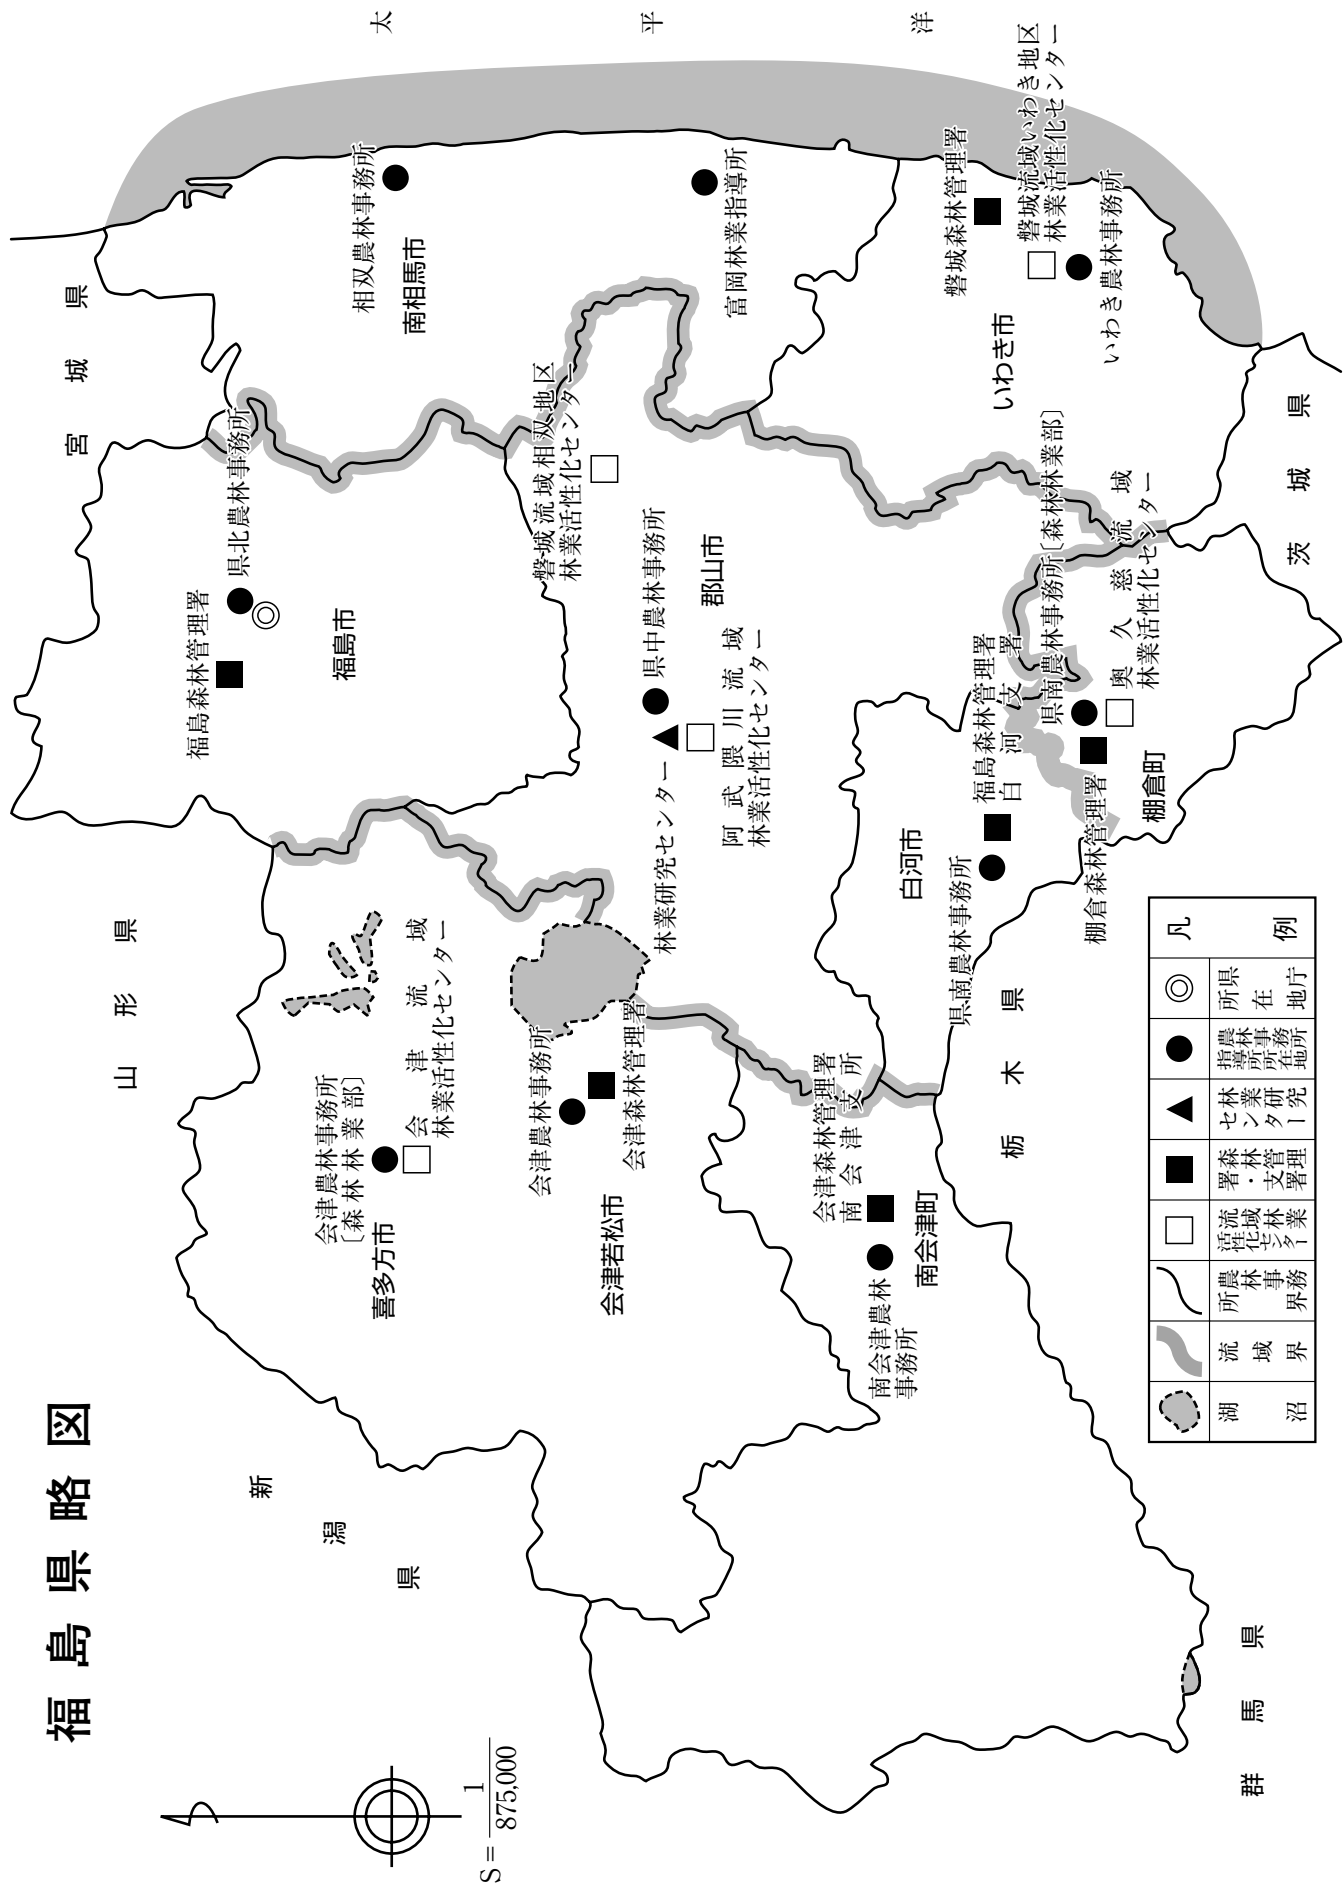 福島県略図
S＝ 1
875,000
新潟県
山形県
宮城県
太平洋
群馬県
栃木県
茨城県
会津農林事務所
〔森林林業部〕
喜多方市
会津流域
林業活性化センター
会津農林事務所
会津森林管理署
会津若松市
会津森林管理署
南会津支所
南会津農林
事務所
南会津町
福島森林管理署
県北農林事務所
福島市
相双農林事務所
南相馬市
磐城流域相双地区
林業活性化センター
富岡林業指導所
県中農林事務所
郡山市
林業研究センター
阿武隈川流域
林業活性化センター
白河市
県南農林事務所
福島森林管理署
白河支署
県南農林事務所〔森林林業部〕
奥久慈流域
林業活性化センター
棚倉森林管理署
棚倉町
磐城森林管理署
磐城流域いわき地区
林業活性化センター
いわき農林事務所
いわき市
凡例
県庁所在地
農林事務所指導所所在地
林業研究センター
森林管理署・支署
流域林業活性化センター
農林事務所界
流域界
湖沼